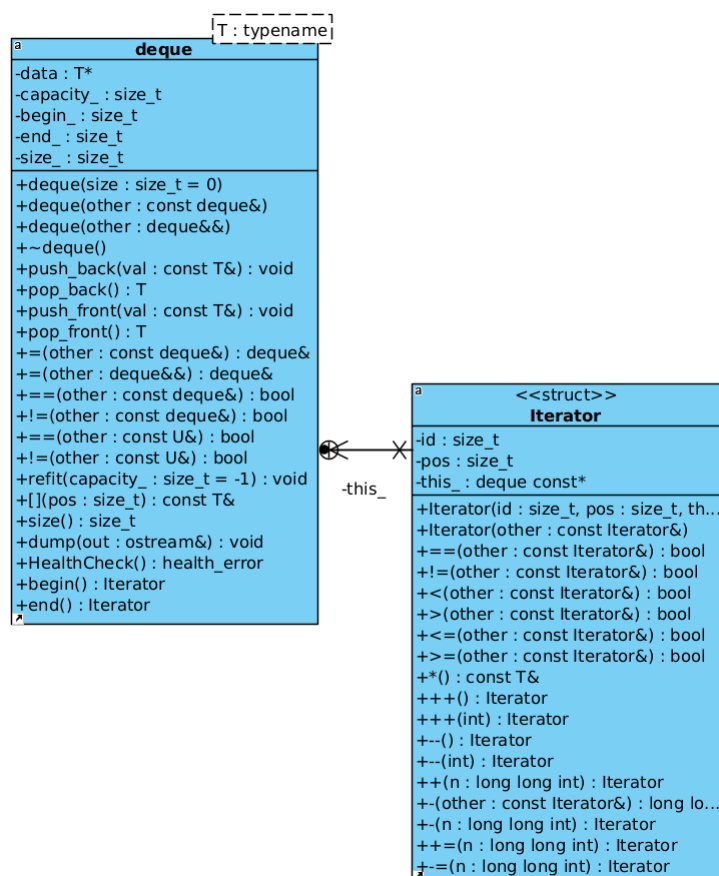 T : typename
a
deque
-data : T*
-capacity_ : size_t
-begin_ : size_t
-end_ : size_t
-size_ : size_t
+deque(size : size_t = 0)
+deque(other : const deque&)
+deque(other : deque&&)
+~deque()
+push_back(val : const T&) : void
+pop_back() : T
+push_front(val : const T&) : void
+pop_front() : T
+=(other : const deque&) : deque&
+=(other : deque&&) : deque&
+==(other : const deque&) : bool
+!=(other : const deque&) : bool
+==(other : const U&) : bool
+!=(other : const U&) : bool
+refit(capacity_ : size_t = -1) : void
+[](pos : size_t) : const T&
+size() : size_t
+dump(out : ostream&) : void
+HealthCheck() : health_error
+begin() : Iterator
+end() : Iterator
-this_
a
<<struct>>
Iterator
-id : size_t
-pos : size_t
-this_ : deque const*
+Iterator(id : size_t, pos : size_t, th...
+Iterator(other : const Iterator&)
+==(other : const Iterator&) : bool
+!=(other : const Iterator&) : bool
+<(other : const Iterator&) : bool
+>(other : const Iterator&) : bool
+<=(other : const Iterator&) : bool
+>=(other : const Iterator&) : bool
+*() : const T&
+++() : Iterator
+++(int) : Iterator
+--() : Iterator
+--(int) : Iterator
++(n : long long int) : Iterator
+-(other : const Iterator&) : long lo...
+-(n : long long int) : Iterator
++=(n : long long int) : Iterator
+-=(n : long long int) : Iterator